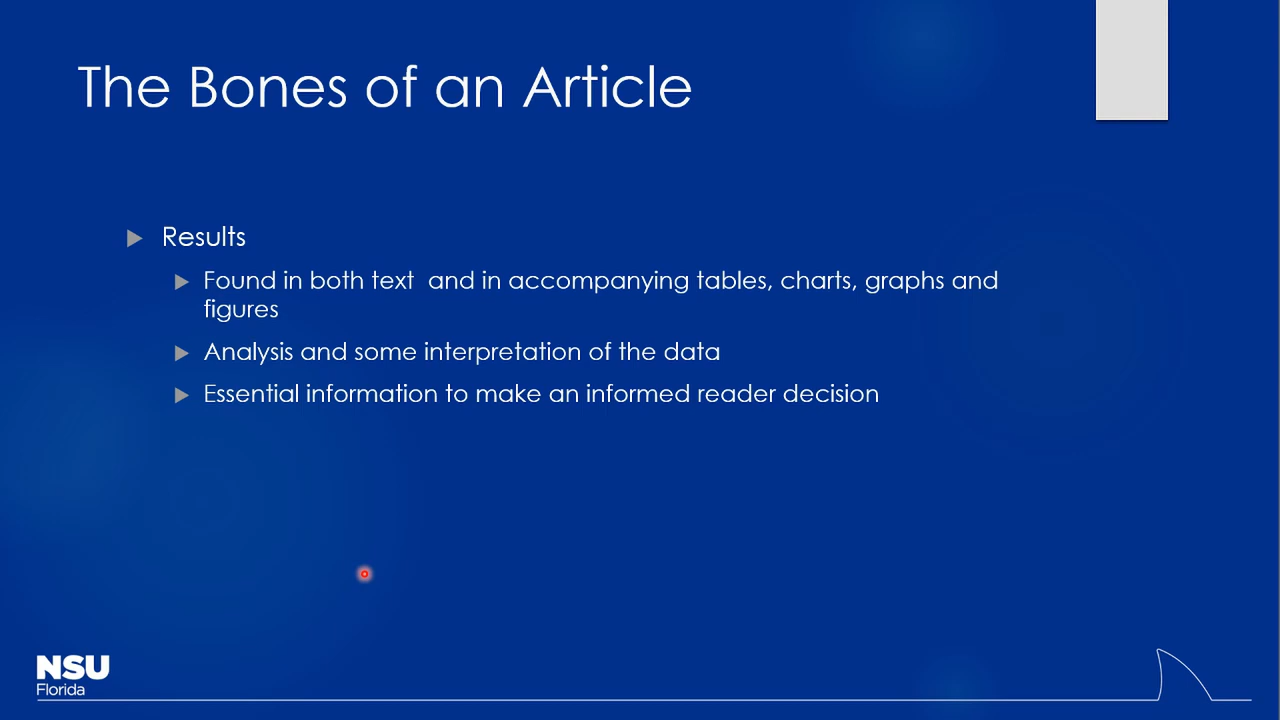 The Bones of an Article
Results
Found in both text  and in accompanying tables, charts, graphs and
figures
Analysis and some interpretation of the data
Essential information to make an informed reader decision
NSU
Florida